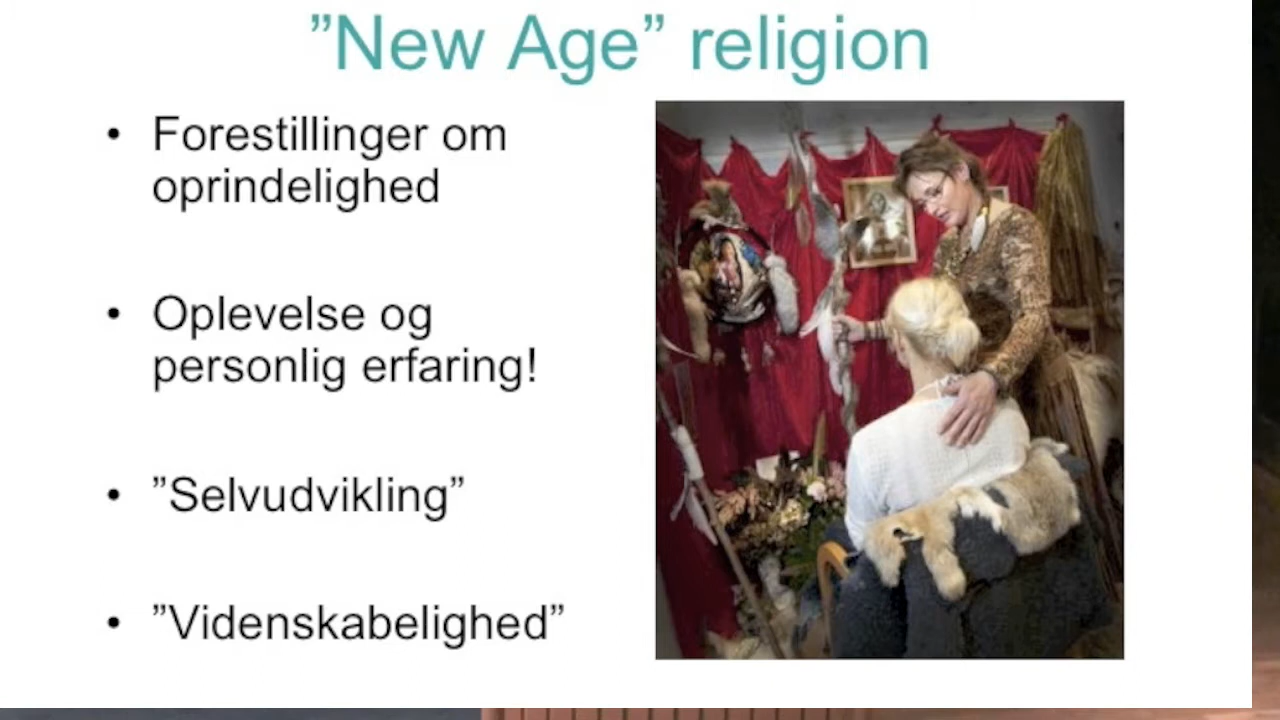 ”New Age” religion
• Forestillinger om
oprindelighed
• Oplevelse og
personlig erfaring!
• ”Selvudvikling”
• ”Videnskabelighed”